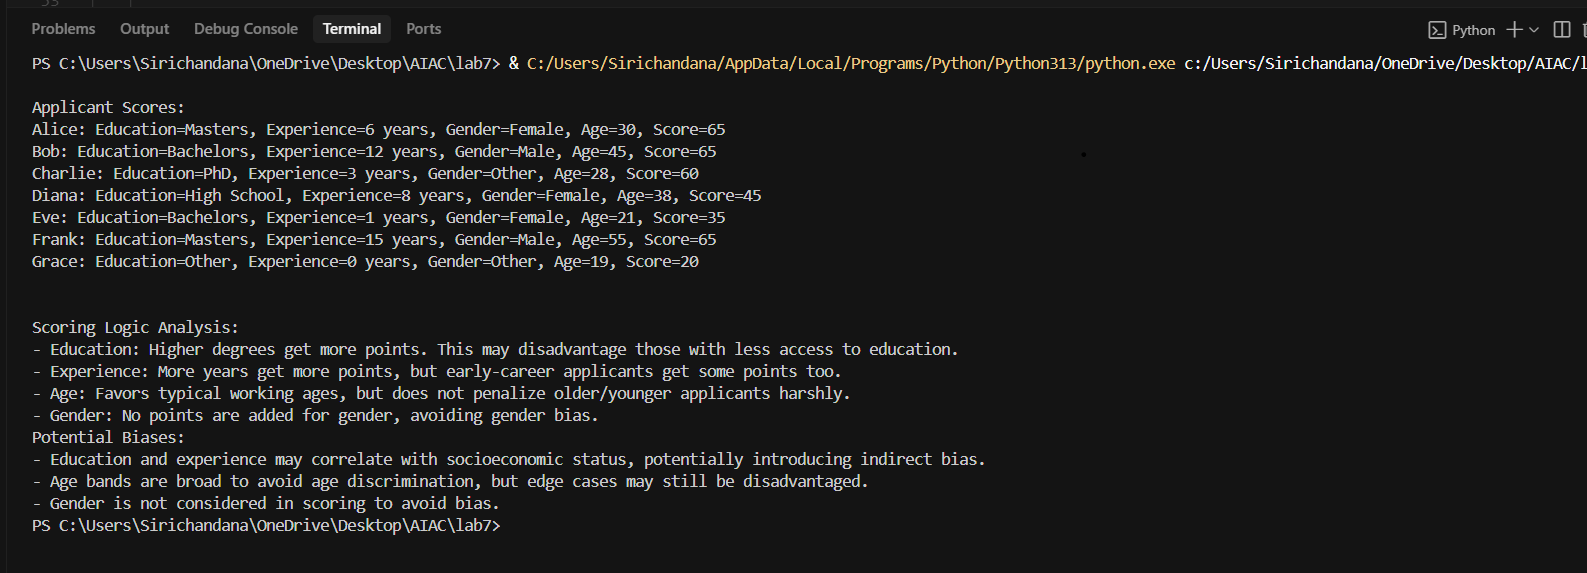 Problems Output Debug Console Terminal Ports Python
PS C:\Users\Sirichandana\OneDrive\Desktop\AIAC\lab7> & C:/Users/Sirichandana/AppData/Local/Programs/Python/Python313/python.exe c:/Users/Sirichandana/OneDrive/Desktop/AIAC/l
Applicant Scores:
Alice: Education=Masters, Experience=6 years, Gender=Female, Age=30, Score=65
Bob: Education=Bachelors, Experience=12 years, Gender=Male, Age=45, Score=65
Charlie: Education=PhD, Experience=3 years, Gender=Other, Age=28, Score=60
Diana: Education=High School, Experience=8 years, Gender=Female, Age=38, Score=45
Eve: Education=Bachelors, Experience=1 years, Gender=Female, Age=21, Score=35
Frank: Education=Masters, Experience=15 years, Gender=Male, Age=55, Score=65
Grace: Education=Other, Experience=0 years, Gender=Other, Age=19, Score=20
Scoring Logic Analysis:
- Education: Higher degrees get more points. This may disadvantage those with less access to education.
- Experience: More years get more points, but early-career applicants get some points too.
- Age: Favors typical working ages, but does not penalize older/younger applicants harshly.
- Gender: No points are added for gender, avoiding gender bias.
Potential Biases:
- Education and experience may correlate with socioeconomic status, potentially introducing indirect bias.
- Age bands are broad to avoid age discrimination, but edge cases may still be disadvantaged.
- Gender is not considered in scoring to avoid bias.
PS C:\Users\Sirichandana\OneDrive\Desktop\AIAC\lab7>